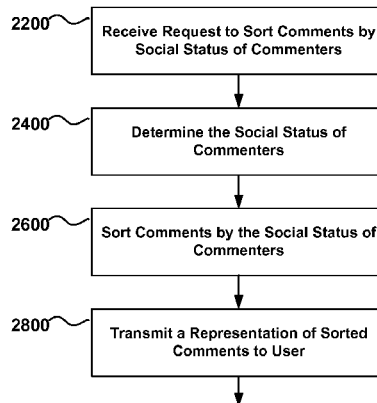 2200
Receive Request to Sort Comments by
Social Status of Commenters
2400
Determine the Social Status of
Commenters
2600
Sort Comments by the Social Status of
Commenters
2800
Transmit a Representation of Sorted
Comments to User